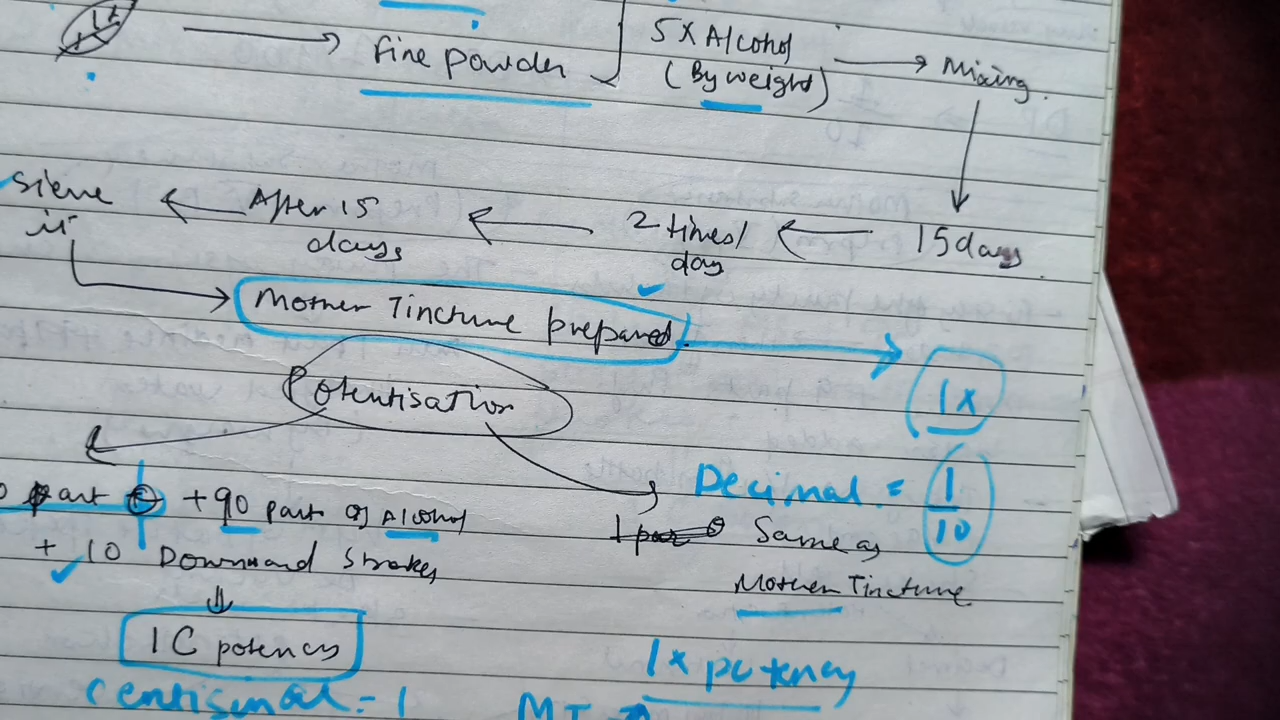 Fine powder
5 X Alcohol
(By weight)
Mixing.
15 days.
2 times/
day
After 15
days
Sieve
it
Mother Tincture prepared.
1x
Potentisation
part θ + 90 part of Alcohol
+ 10 Downward Strokes
1 C potency
Centisimal = 1
Decimal = 1/10
Same as
Mother Tincture
1x potency
MT